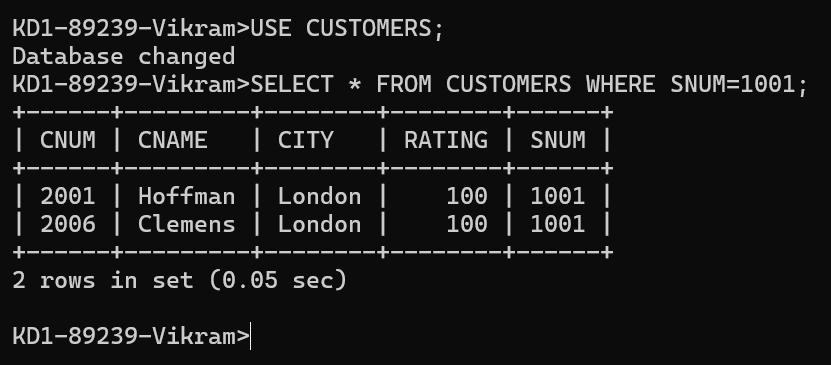 KD1-89239-Vikram>USE CUSTOMERS;
Database changed
KD1-89239-Vikram>SELECT * FROM CUSTOMERS WHERE SNUM=1001;
+------+---------+--------+--------+------+
| CNUM | CNAME   | CITY   | RATING | SNUM |
+------+---------+--------+--------+------+
| 2001 | Hoffman | London |    100 | 1001 |
| 2006 | Clemens | London |    100 | 1001 |
+------+---------+--------+--------+------+
2 rows in set (0.05 sec)
KD1-89239-Vikram>